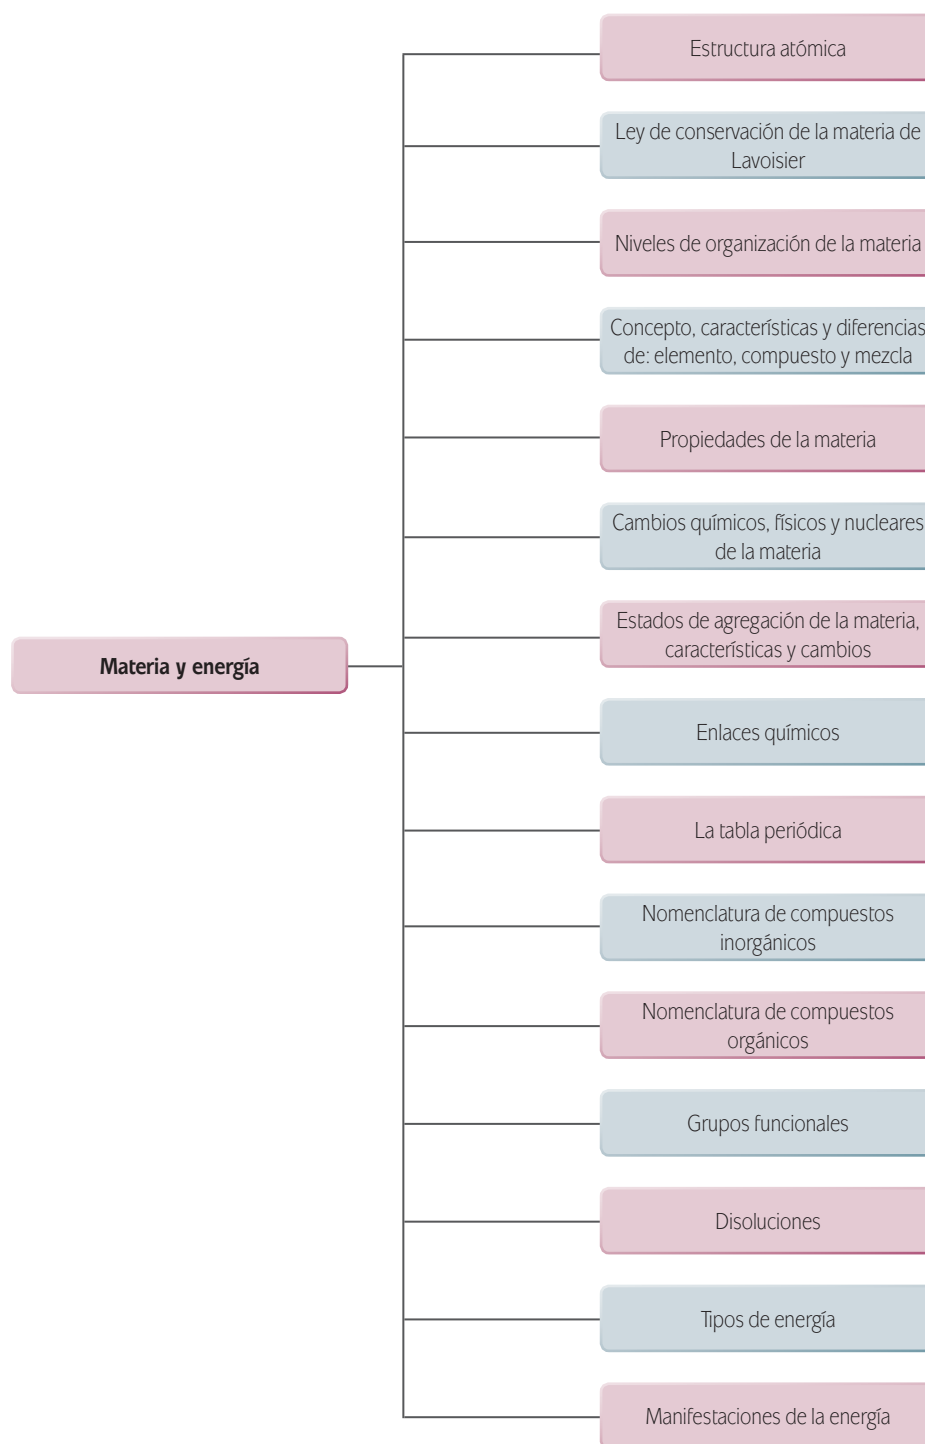 Estructura atómica
Ley de conservación de la materia de
Lavoisier
Niveles de organización de la materia
Concepto, características y diferencias
de: elemento, compuesto y mezcla
Propiedades de la materia
Cambios químicos, físicos y nucleares
de la materia
Estados de agregación de la materia,
características y cambios
Materia y energía
Enlaces químicos
La tabla periódica
Nomenclatura de compuestos
inorgánicos
Nomenclatura de compuestos
orgánicos
Grupos funcionales
Disoluciones
Tipos de energía
Manifestaciones de la energía